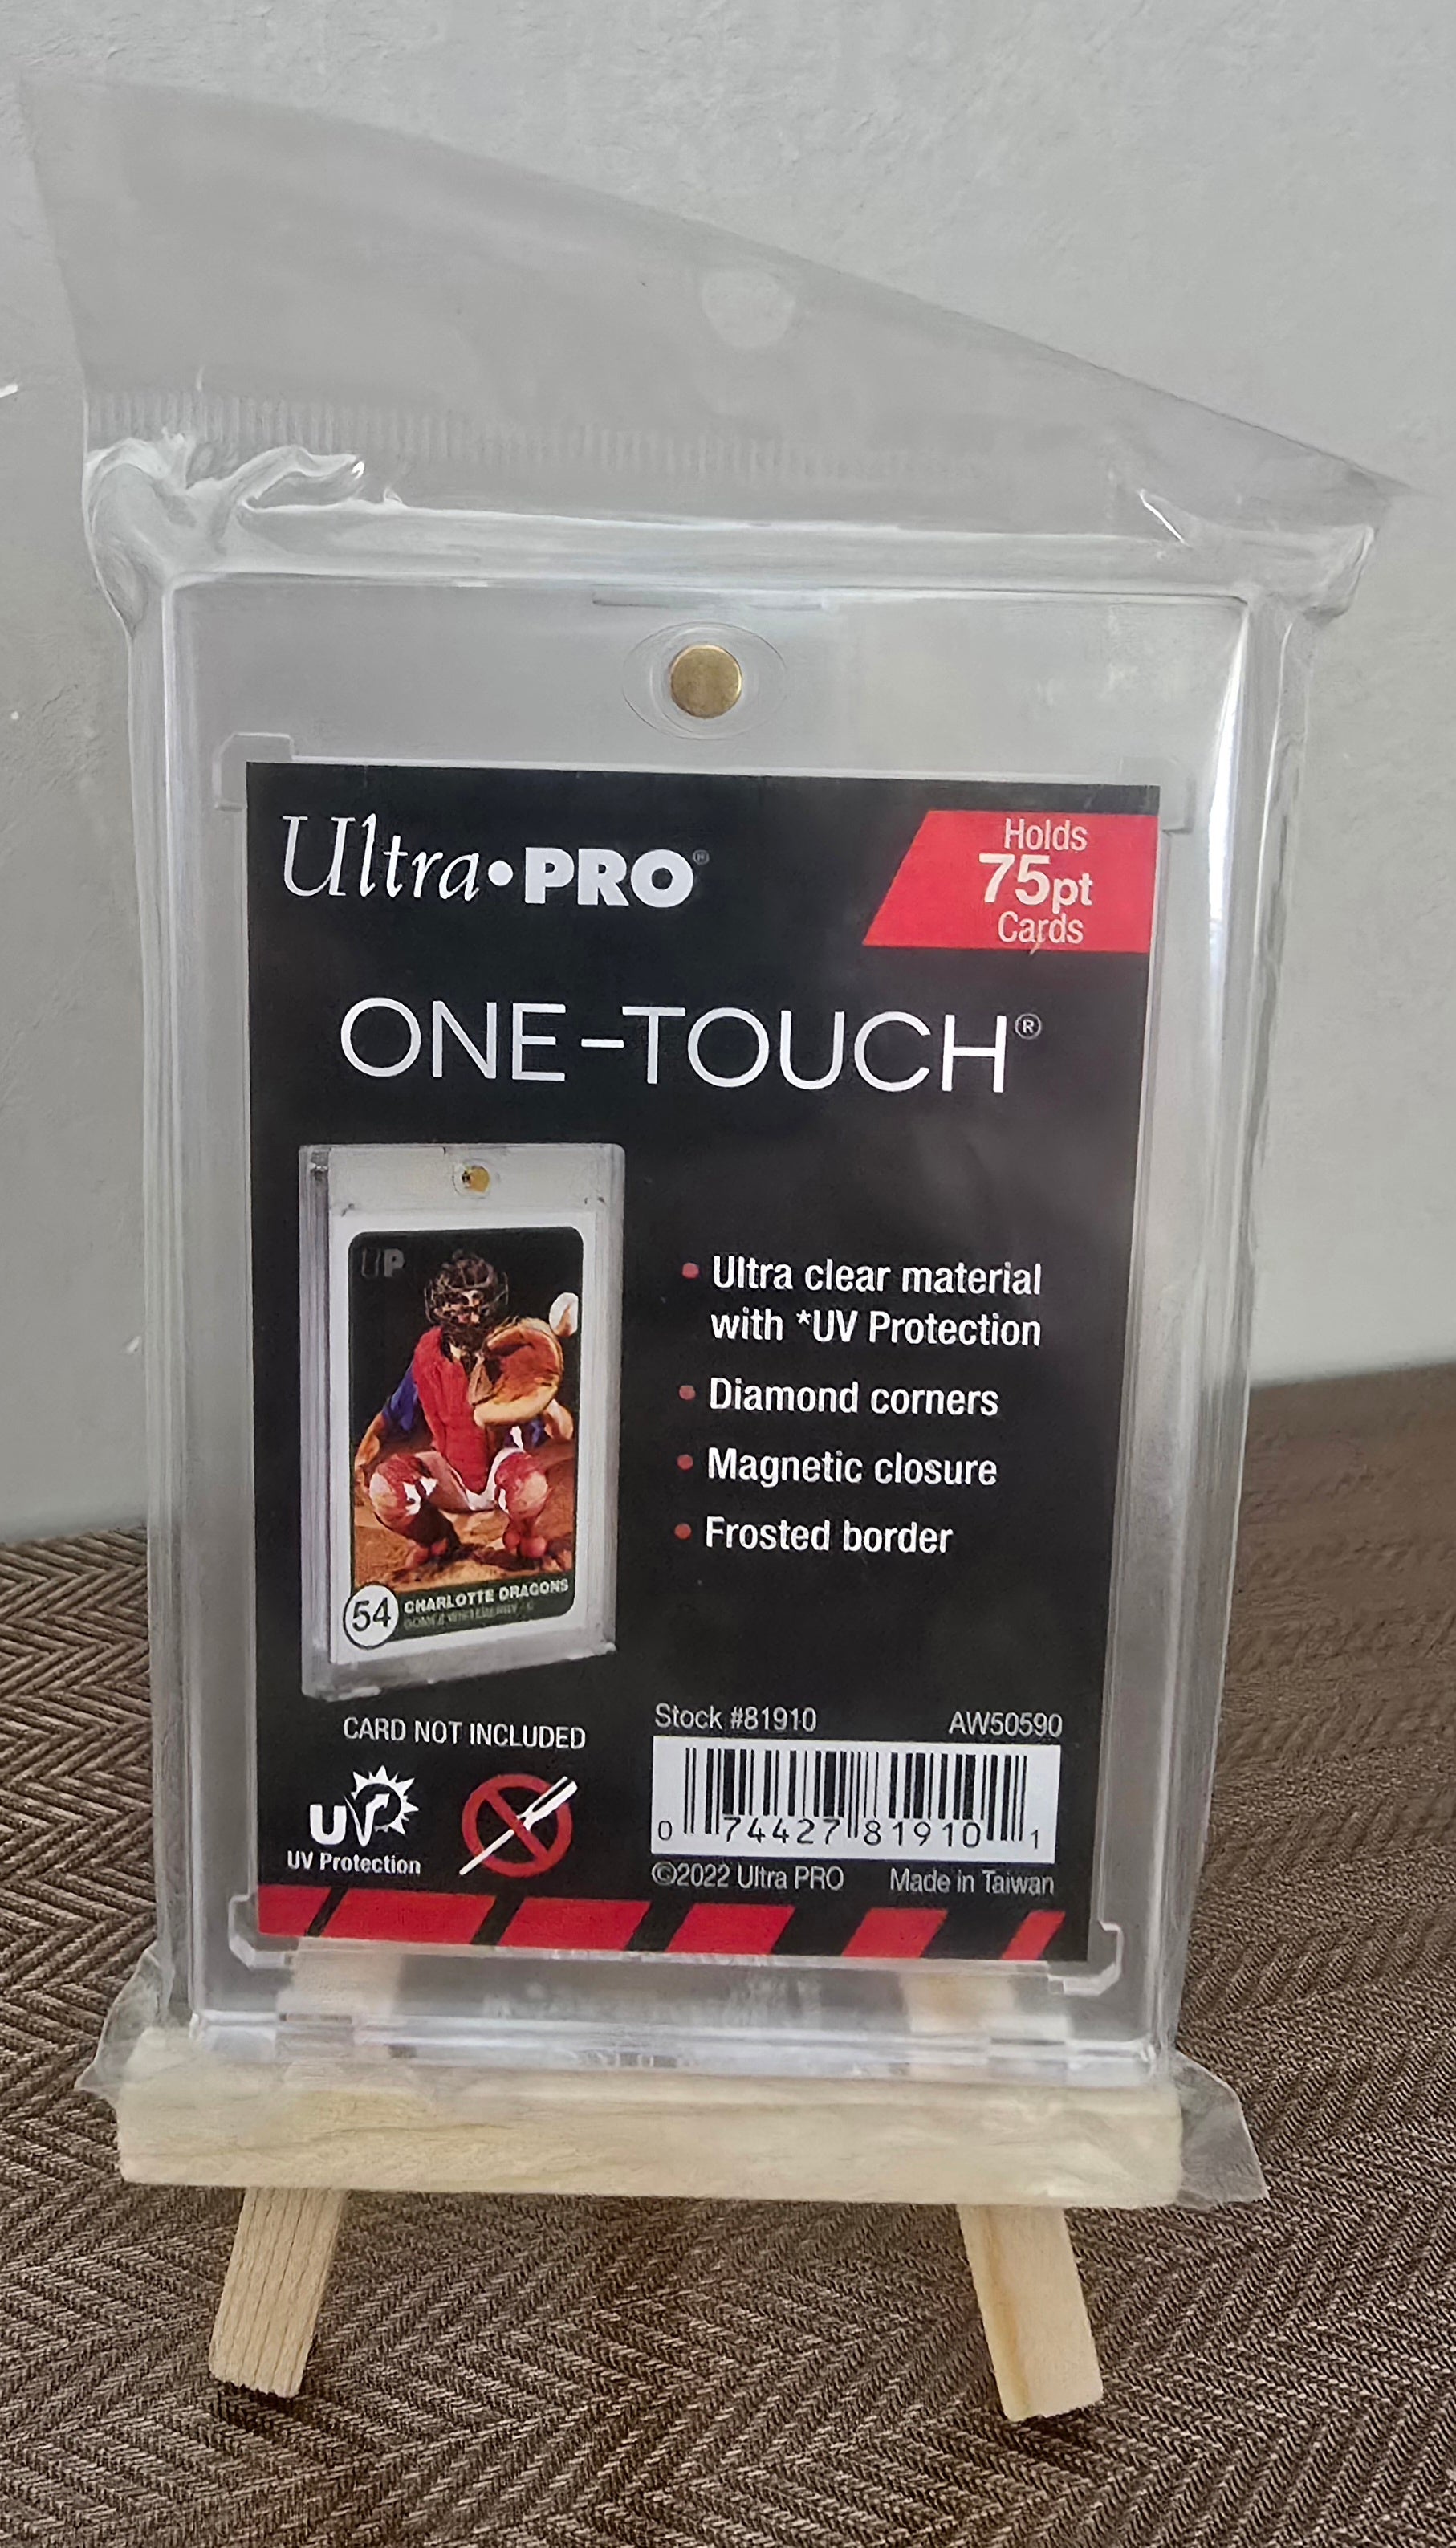 Ultra•PRO®
Holds
75pt
Cards
ONE-TOUCH®
UP
• Ultra clear material
with *UV Protection
• Diamond corners
• Magnetic closure
• Frosted border
54
CHARLOTTE DRAGONS
CARD NOT INCLUDED
UV
UV Protection
Stock #81910
AW50590
0 74427 81910 1
©2022 Ultra PRO
Made in Taiwan